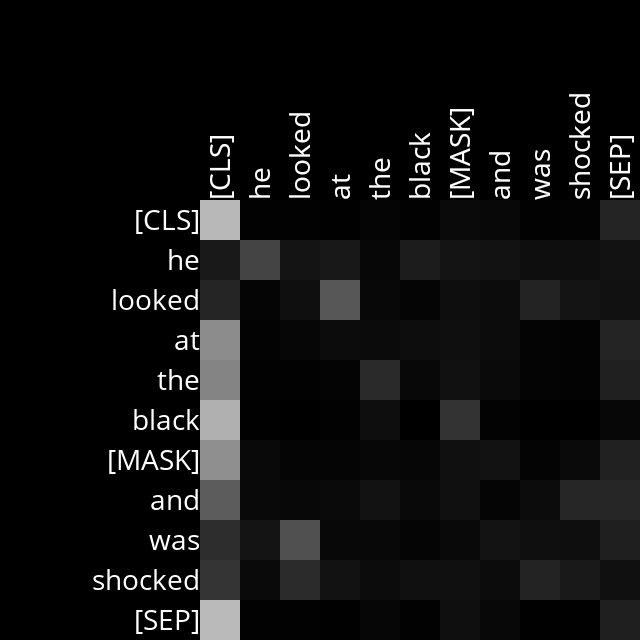 [CLS] he looked at the black [MASK] and was shocked [SEP]
[CLS]
he
looked
at
the
black
[MASK]
and
was
shocked
[SEP]